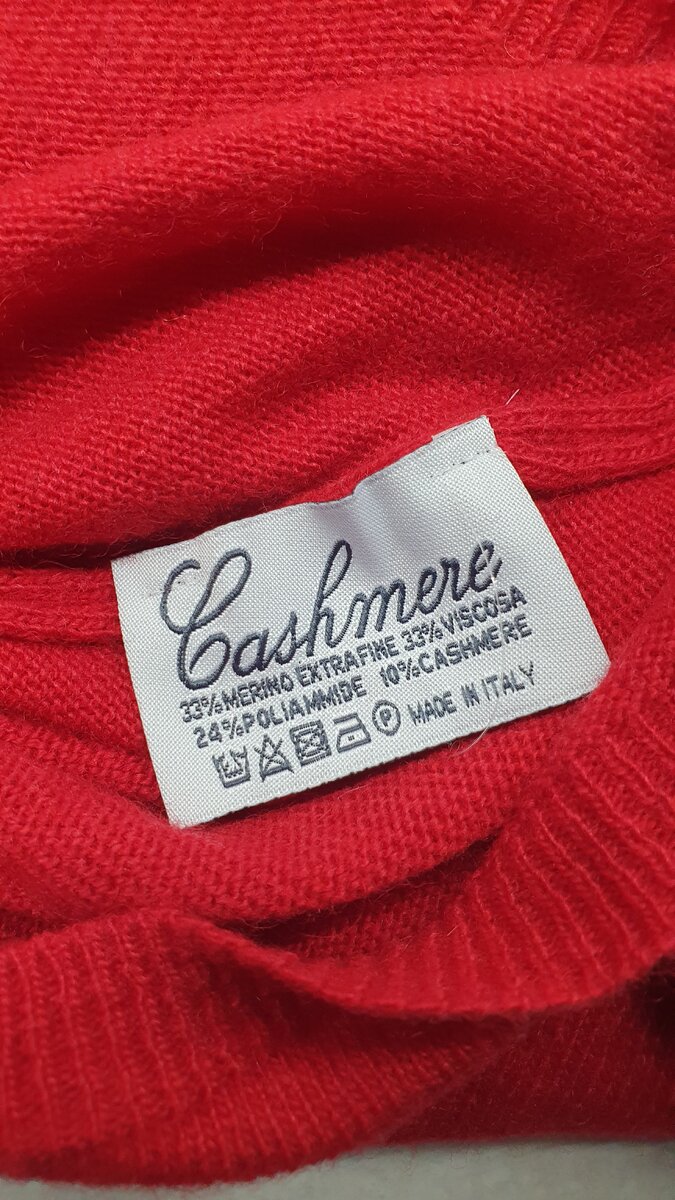 Cashmere
33% MERINO EXTRAFINE 33% VISCOSA
24% POLIAMMIDE 10% CASHMERE
P MADE IN ITALY